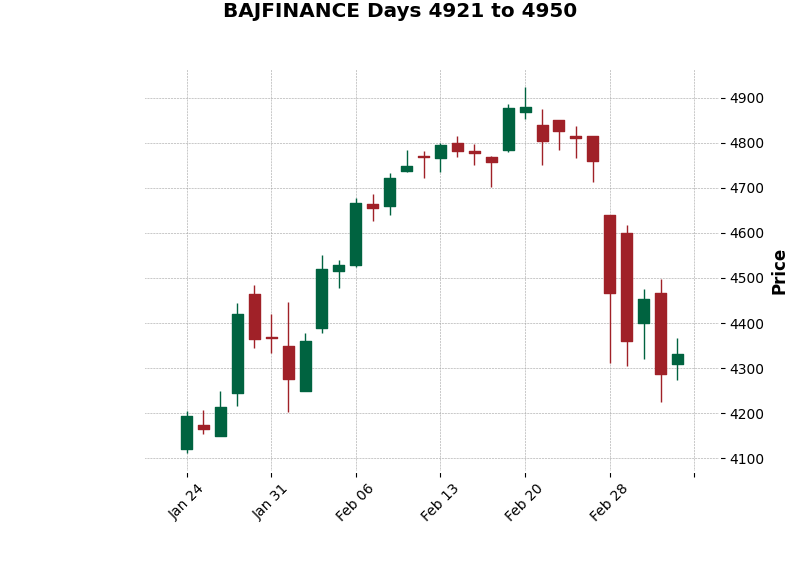 BAJFINANCE Days 4921 to 4950
4900
4800
4700
4600
4500
4400
4300
4200
4100
Price
Jan 24
Jan 31
Feb 06
Feb 13
Feb 20
Feb 28